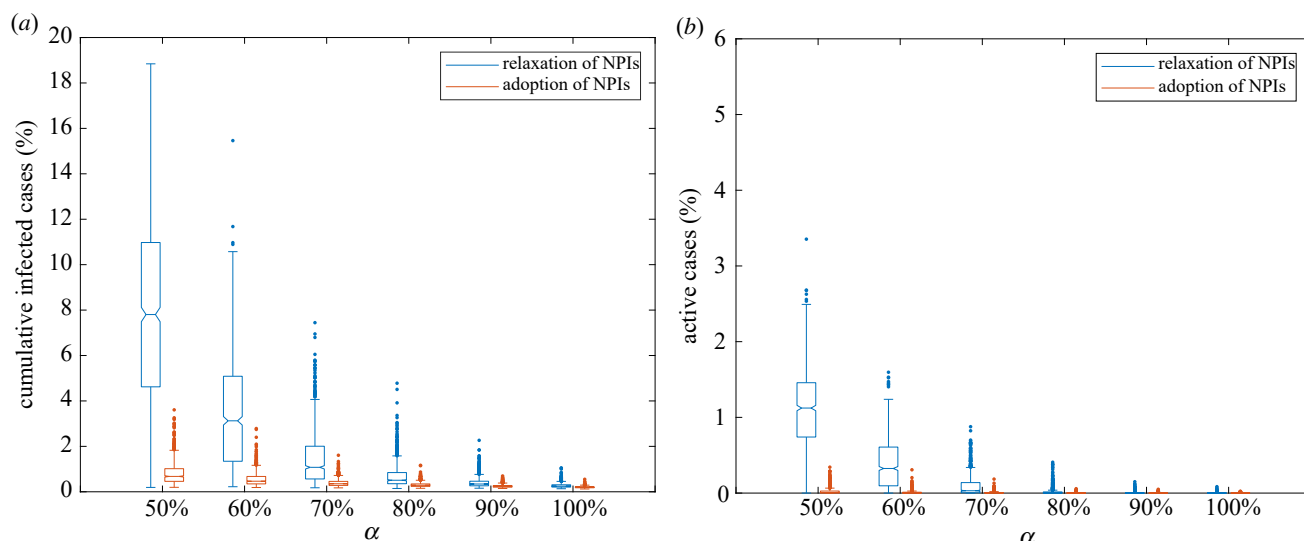 (a)
20
18
16
14
12
10
8
6
4
2
0
cumulative infected cases (%)
relaxation of NPIs
adoption of NPIs
50% 60% 70% 80% 90% 100%
α
(b)
6
5
4
3
2
1
0
active cases (%)
relaxation of NPIs
adoption of NPIs
50% 60% 70% 80% 90% 100%
α